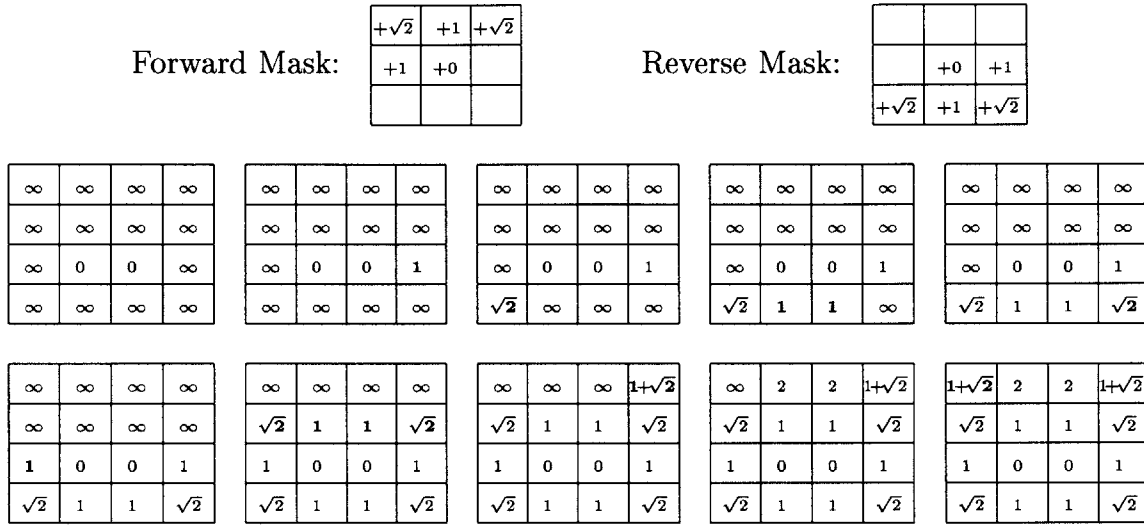 Forward Mask:
+√2 +1 +√2
+1 +0
Reverse Mask:
+0 +1
+√2 +1 +√2
∞ ∞ ∞ ∞
∞ ∞ ∞ ∞
∞ 0 0 ∞
∞ ∞ ∞ ∞
∞ ∞ ∞ ∞
∞ ∞ ∞ ∞
∞ 0 0 1
∞ ∞ ∞ ∞
∞ ∞ ∞ ∞
∞ ∞ ∞ ∞
∞ 0 0 1
√2 ∞ ∞ ∞
∞ ∞ ∞ ∞
∞ ∞ ∞ ∞
∞ 0 0 1
√2 1 1 ∞
∞ ∞ ∞ ∞
∞ ∞ ∞ ∞
∞ 0 0 1
√2 1 1 √2
∞ ∞ ∞ ∞
∞ ∞ ∞ ∞
1 0 0 1
√2 1 1 √2
∞ ∞ ∞ ∞
√2 1 1 √2
1 0 0 1
√2 1 1 √2
∞ ∞ ∞ 1+√2
√2 1 1 √2
1 0 0 1
√2 1 1 √2
∞ 2 2 1+√2
√2 1 1 √2
1 0 0 1
√2 1 1 √2
1+√2 2 2 1+√2
√2 1 1 √2
1 0 0 1
√2 1 1 √2